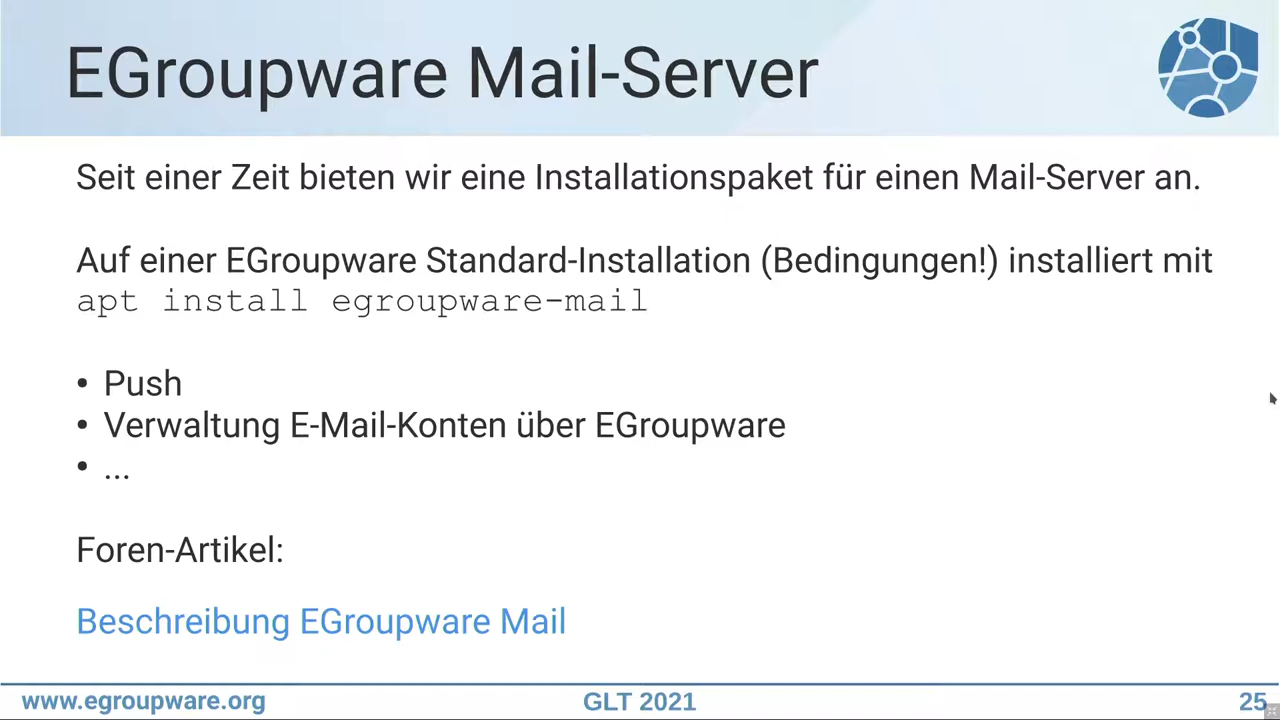 EGroupware Mail-Server
Seit einer Zeit bieten wir eine Installationspaket für einen Mail-Server an.
Auf einer EGroupware Standard-Installation (Bedingungen!) installiert mit
apt install egroupware-mail
• Push
• Verwaltung E-Mail-Konten über EGroupware
• ...
Foren-Artikel:
Beschreibung EGroupware Mail
www.egroupware.org
GLT 2021
25